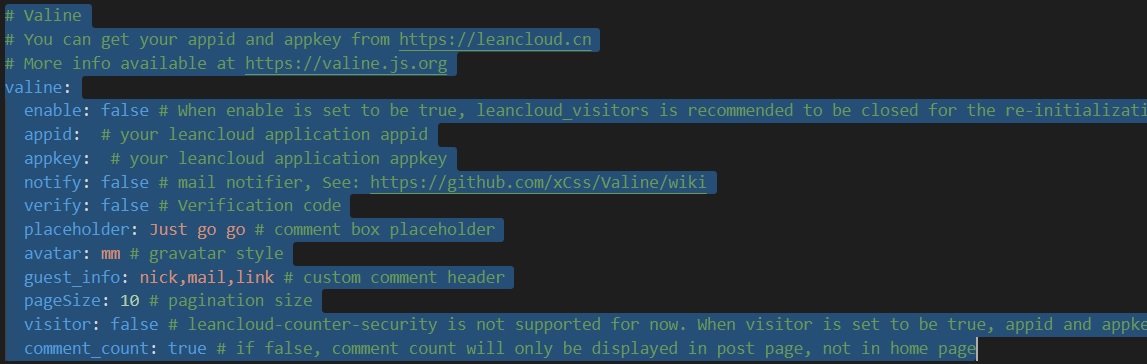 # Valine
# You can get your appid and appkey from https://leancloud.cn
# More info available at https://valine.js.org
valine:
  enable: false # When enable is set to be true, leancloud_visitors is recommended to be closed for the re-initializati
  appid:  # your leancloud application appid
  appkey:  # your leancloud application appkey
  notify: false # mail notifier, See: https://github.com/xCss/Valine/wiki
  verify: false # Verification code
  placeholder: Just go go # comment box placeholder
  avatar: mm # gravatar style
  guest_info: nick,mail,link # custom comment header
  pageSize: 10 # pagination size
  visitor: false # leancloud-counter-security is not supported for now. When visitor is set to be true, appid and appke
  comment_count: true # if false, comment count will only be displayed in post page, not in home page